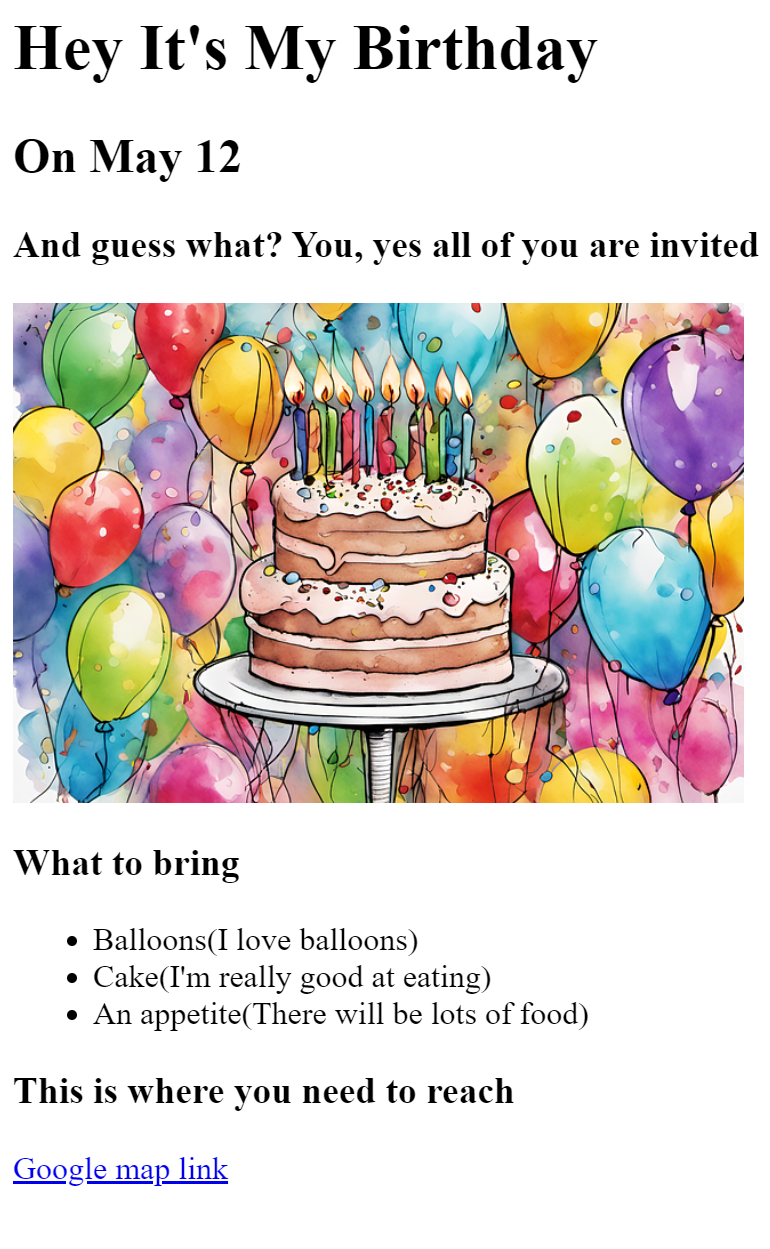 Hey It's My Birthday
On May 12
And guess what? You, yes all of you are invited
What to bring
Balloons(I love balloons)
Cake(I'm really good at eating)
An appetite(There will be lots of food)
This is where you need to reach
Google map link